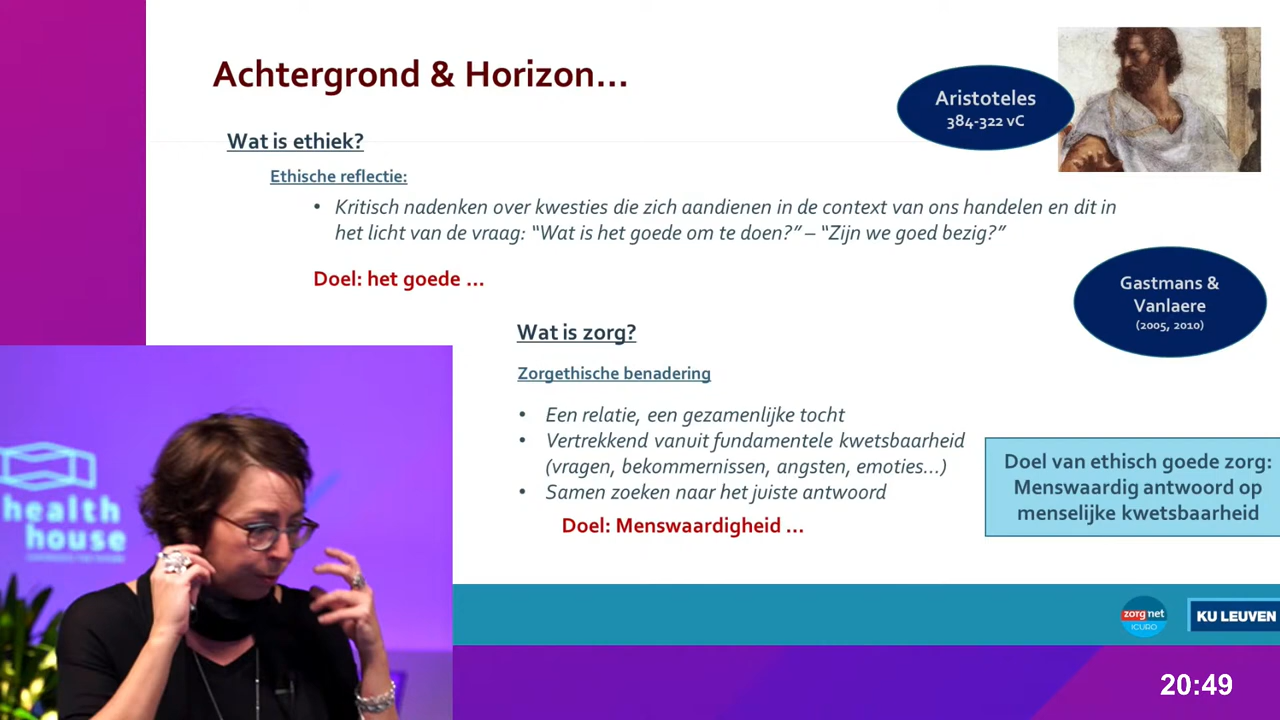 Achtergrond & Horizon...
Aristoteles
384-322 vC
Wat is ethiek?
Ethische reflectie:
• Kritisch nadenken over kwesties die zich aandienen in de context van ons handelen en dit in
het licht van de vraag: “Wat is het goede om te doen?” – “Zijn we goed bezig?”
Doel: het goede ...
Gastmans &
Vanlaere
(2005, 2010)
Wat is zorg?
Zorgethische benadering
• Een relatie, een gezamenlijke tocht
• Vertrekkend vanuit fundamentele kwetsbaarheid
(vragen, bekommernissen, angsten, emoties...)
• Samen zoeken naar het juiste antwoord
Doel: Menswaardigheid ...
Doel van ethisch goede zorg:
Menswaardig antwoord op
menselijke kwetsbaarheid
health
house
zorgnet
ICURO
KU LEUVEN
20:49